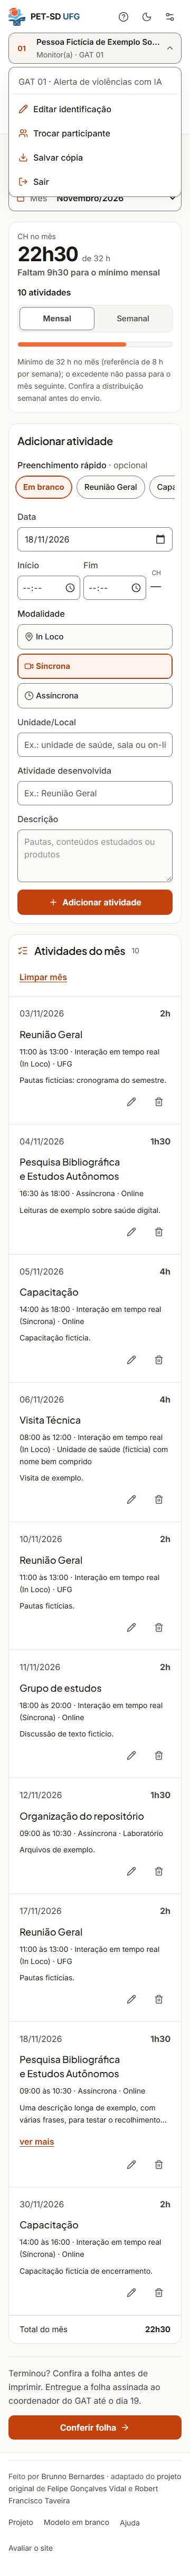 PET-SD UFG
01
Pessoa Fictícia de Exemplo So...
Monitor(a) · GAT 01
GAT 01 · Alerta de violências com IA
Editar identificação
Trocar participante
Salvar cópia
Sair
Mês Novembro/2026
CH no mês
22h30 de 32 h
Faltam 9h30 para o mínimo mensal
10 atividades
Mensal
Semanal
Mínimo de 32 h no mês (referência de 8 h
por semana); o excedente não passa para o
mês seguinte. Confira a distribuição
semanal antes do envio.
Adicionar atividade
Preenchimento rápido · opcional
Em branco
Reunião Geral
Capa
Data
18/11/2026
Início
Fim
CH
--:--
--:--
—
Modalidade
In Loco
Síncrona
Assíncrona
Unidade/Local
Ex.: unidade de saúde, sala ou on-li
Atividade desenvolvida
Ex.: Reunião Geral
Descrição
Pautas, conteúdos estudados ou
produtos
+ Adicionar atividade
Atividades do mês 10
Limpar mês
03/11/2026 2h
Reunião Geral
11:00 às 13:00 · Interação em tempo real
(In Loco) · UFG
Pautas fictícias: cronograma do semestre.
04/11/2026 1h30
Pesquisa Bibliográfica
e Estudos Autônomos
16:30 às 18:00 · Assíncrona · Online
Leituras de exemplo sobre saúde digital.
05/11/2026 4h
Capacitação
14:00 às 18:00 · Interação em tempo real
(Síncrona) · Online
Capacitação fictícia.
06/11/2026 4h
Visita Técnica
08:00 às 12:00 · Interação em tempo real
(In Loco) · Unidade de saúde (fictícia) com
nome bem comprido
Visita de exemplo.
10/11/2026 2h
Reunião Geral
11:00 às 13:00 · Interação em tempo real
(In Loco) · UFG
Pautas fictícias.
11/11/2026 2h
Grupo de estudos
18:00 às 20:00 · Interação em tempo real
(Síncrona) · Online
Discussão de texto fictício.
12/11/2026 1h30
Organização do repositório
09:00 às 10:30 · Assíncrona · Laboratório
Arquivos de exemplo.
17/11/2026 2h
Reunião Geral
11:00 às 13:00 · Interação em tempo real
(In Loco) · UFG
Pautas fictícias.
18/11/2026 1h30
Pesquisa Bibliográfica
e Estudos Autônomos
09:00 às 10:30 · Assíncrona · Online
Uma descrição longa de exemplo, com
várias frases, para testar o recolhimento...
ver mais
30/11/2026 2h
Capacitação
14:00 às 16:00 · Interação em tempo real
(Síncrona) · Online
Capacitação fictícia de encerramento.
Total do mês 22h30
Terminou? Confira a folha antes de
imprimir. Entregue a folha assinada ao
coordenador do GAT até o dia 19.
Conferir folha →
Feito por Brunno Bernardes · adaptado do projeto
original de Felipe Gonçalves Vidal e Robert
Francisco Taveira
Projeto Modelo em branco Ajuda
Avaliar o site